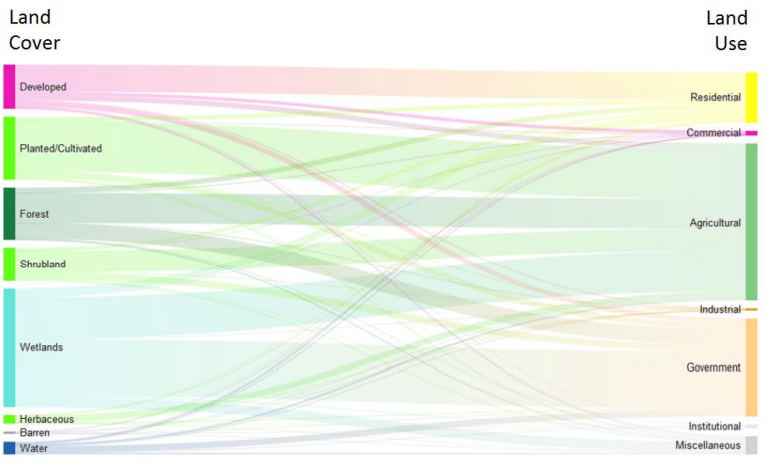 Land
Cover
Land
Use
Developed
Planted/Cultivated
Forest
Shrubland
Wetlands
Herbaceous
Barren
Water
Residential
Commercial
Agricultural
Industrial
Government
Institutional
Miscellaneous